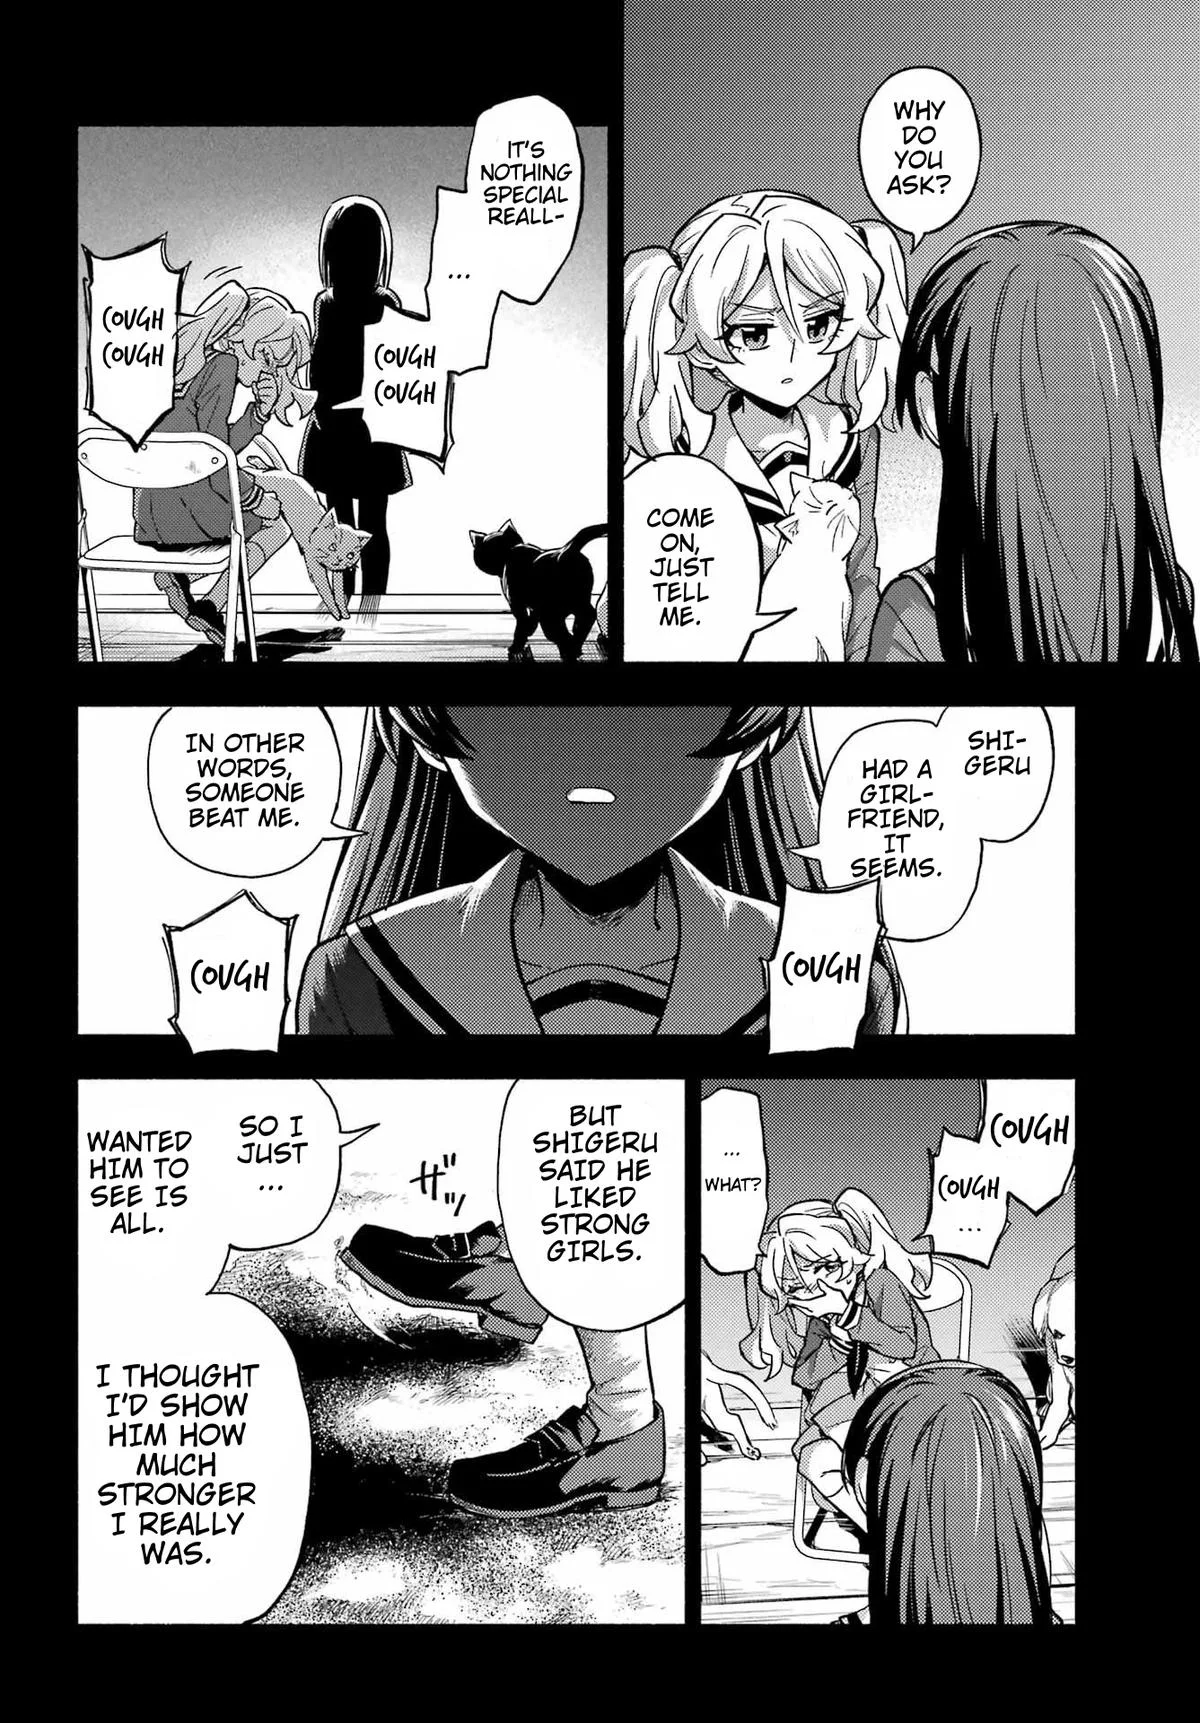 WHY
DO
YOU
ASK?
COME
ON,
JUST
TELL
ME.
IT'S
NOTHING
SPECIAL
REALL-
...
COUGH
COUGH
COUGH
COUGH
SHI-
GERU
HAD A
GIRL-
FRIEND,
IT
SEEMS.
COUGH
IN OTHER
WORDS,
SOMEONE
BEAT ME.
COUGH
COUGH
COUGH
...
...
WHAT?
BUT
SHIGERU
SAID HE
LIKED
STRONG
GIRLS.
ザッ
SO I
JUST
...
WANTED
HIM TO
SEE IS
ALL.
I THOUGHT
I'D SHOW
HIM HOW
MUCH
STRONGER
I REALLY
WAS.